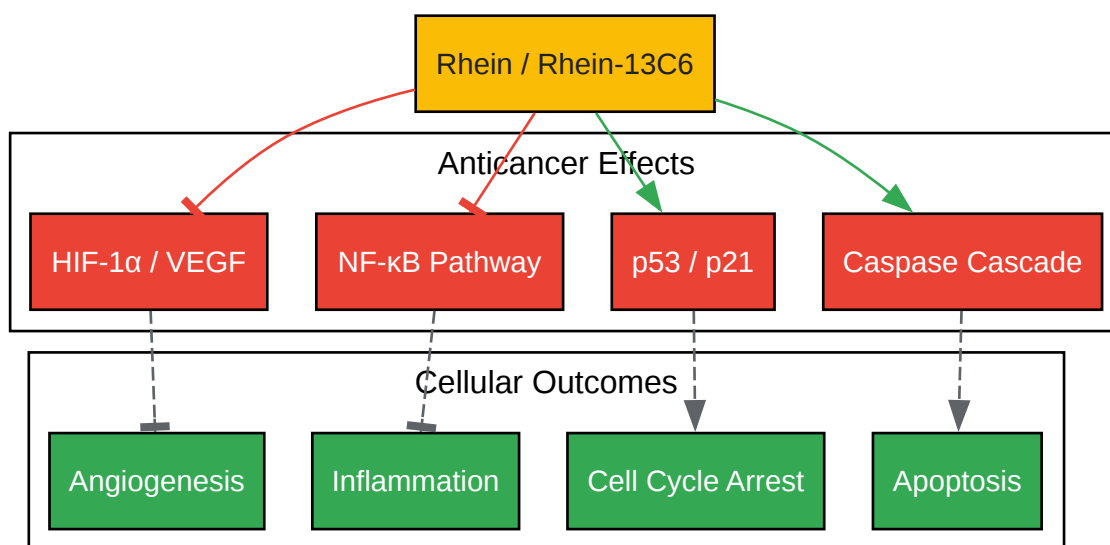 Rhein / Rhein-13C6
Anticancer Effects
HIF-1α / VEGF
NF-κB Pathway
p53 / p21
Caspase Cascade
Cellular Outcomes
Angiogenesis
Inflammation
Cell Cycle Arrest
Apoptosis